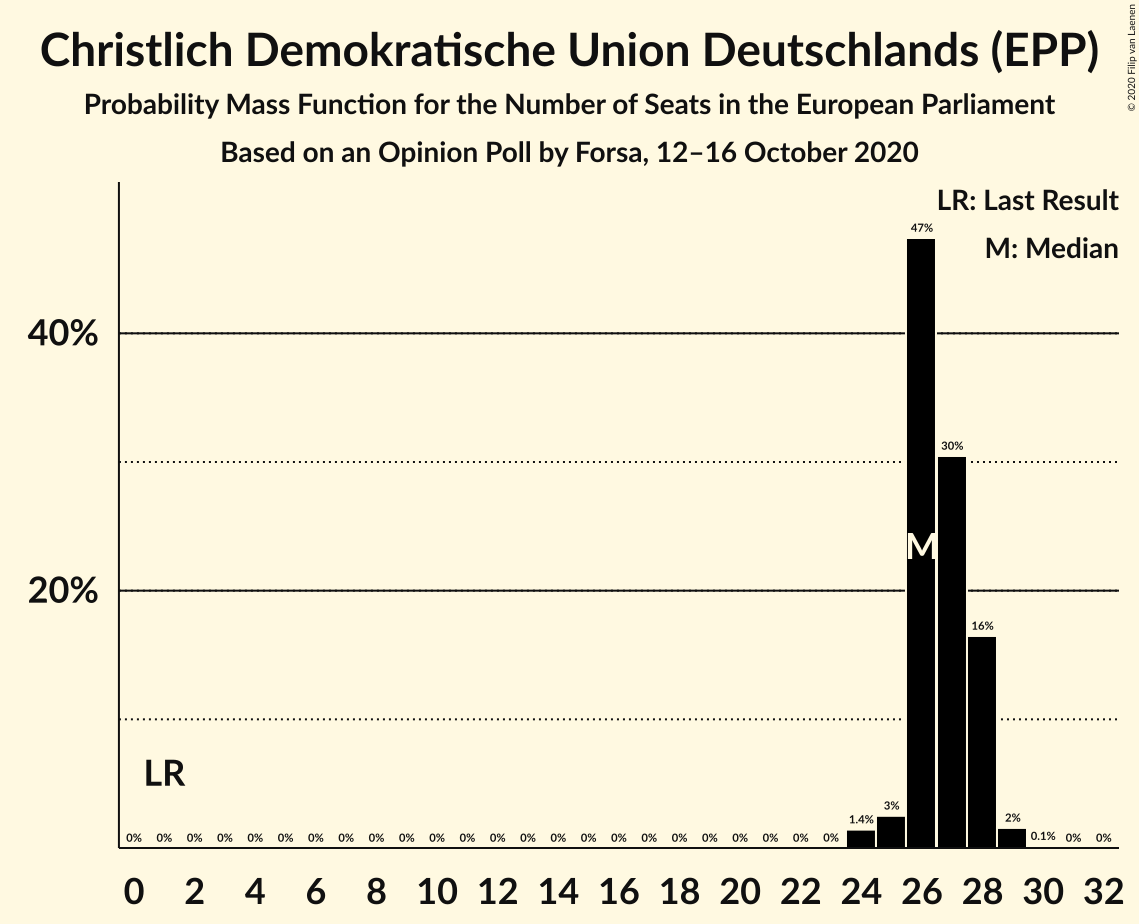 Christlich Demokratische Union Deutschlands (EPP)
Probability Mass Function for the Number of Seats in the European Parliament
Based on an Opinion Poll by Forsa, 12–16 October 2020
© 2020 Filip van Laenen
LR: Last Result
M: Median
47%
40%
30%
M
20%
16%
LR
0% 0% 0% 0% 0% 0% 0% 0% 0% 0% 0% 0% 0% 0% 0% 0% 0% 0% 0% 0% 0% 0% 0% 0% 1.4% 3% 2% 0.1% 0% 0%
0 2 4 6 8 10 12 14 16 18 20 22 24 26 28 30 32